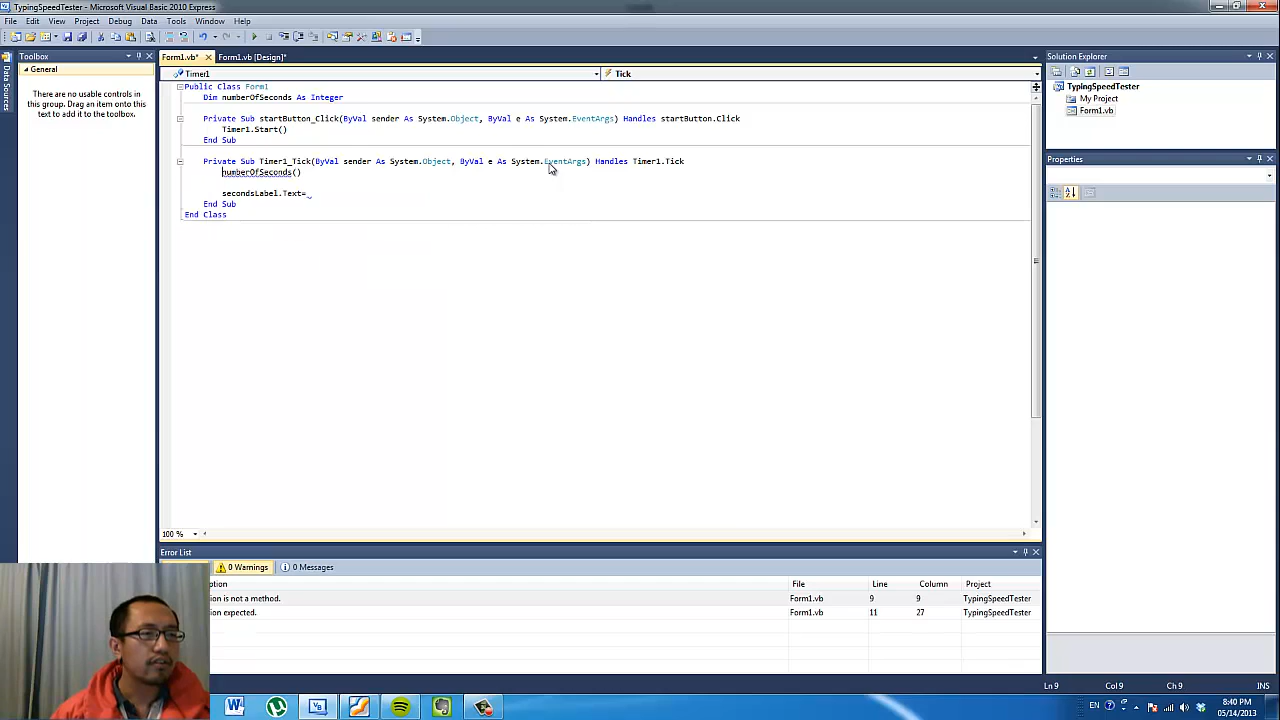 TypingSpeedTester - Microsoft Visual Basic 2010 Express
File Edit View Project Debug Data Tools Window Help
Toolbox
Form1.vb*
Form1.vb [Design]*
Solution Explorer
Data Sources
General
There are no usable controls in
this group. Drag an item onto this
text to add it to the toolbox.
Timer1
Tick
Public Class Form1
Dim numberOfSeconds As Integer
Private Sub startButton_Click(ByVal sender As System.Object, ByVal e As System.EventArgs) Handles startButton.Click
Timer1.Start()
End Sub
Private Sub Timer1_Tick(ByVal sender As System.Object, ByVal e As System.EventArgs) Handles Timer1.Tick
numberOfSeconds()
secondsLabel.Text=
End Sub
End Class
TypingSpeedTester
My Project
Form1.vb
Properties
100 %
Error List
0 Warnings
0 Messages
ption File Line Column Project
ion is not a method. Form1.vb 9 9 TypingSpeedTester
ion expected. Form1.vb 11 27 TypingSpeedTester
Ln 9 Col 9 Ch 9 INS
EN
8:40 PM
05/14/2013